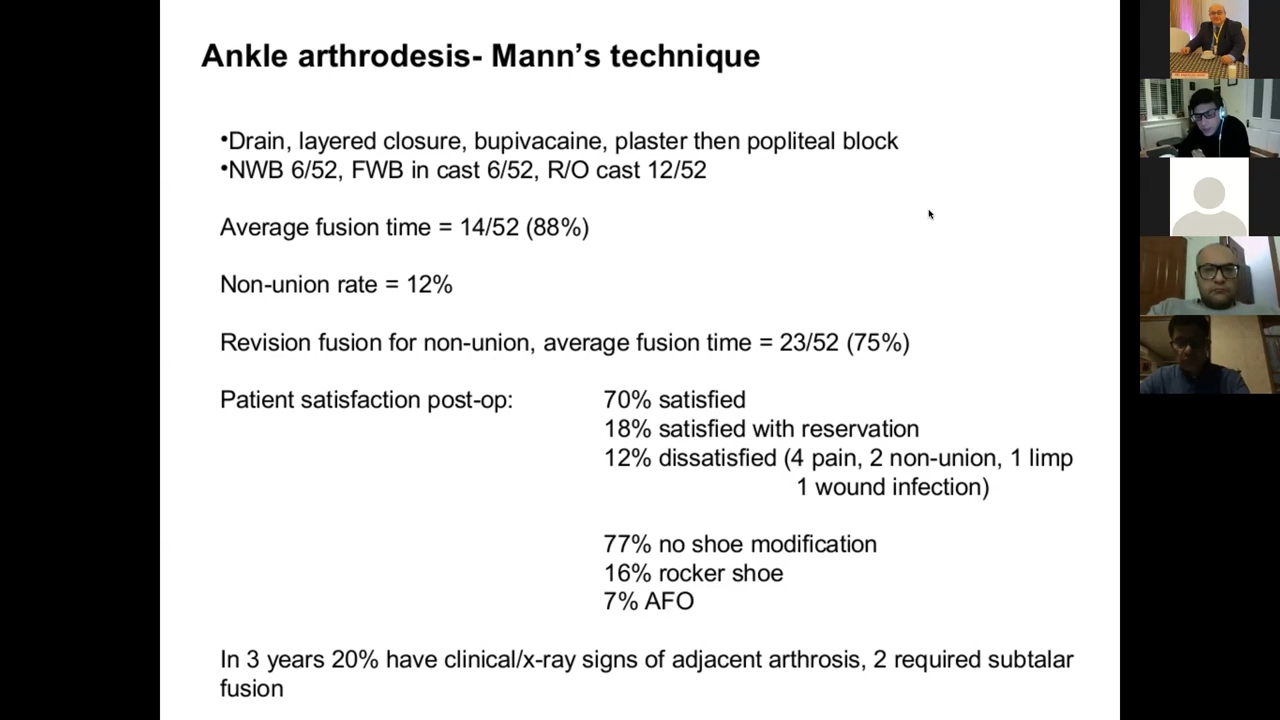 Ankle arthrodesis- Mann's technique
•Drain, layered closure, bupivacaine, plaster then popliteal block
•NWB 6/52, FWB in cast 6/52, R/O cast 12/52
Average fusion time = 14/52 (88%)
Non-union rate = 12%
Revision fusion for non-union, average fusion time = 23/52 (75%)
Patient satisfaction post-op: 70% satisfied
18% satisfied with reservation
12% dissatisfied (4 pain, 2 non-union, 1 limp
1 wound infection)
77% no shoe modification
16% rocker shoe
7% AFO
In 3 years 20% have clinical/x-ray signs of adjacent arthrosis, 2 required subtalar
fusion